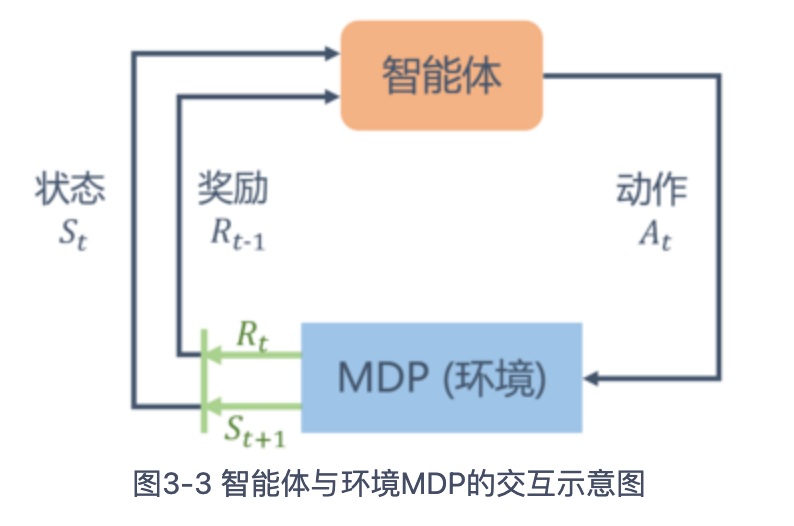 智能体
状态
S_t
奖励
R_{t-1}
动作
A_t
R_t
MDP (环境)
S_{t+1}
图3-3 智能体与环境MDP的交互示意图